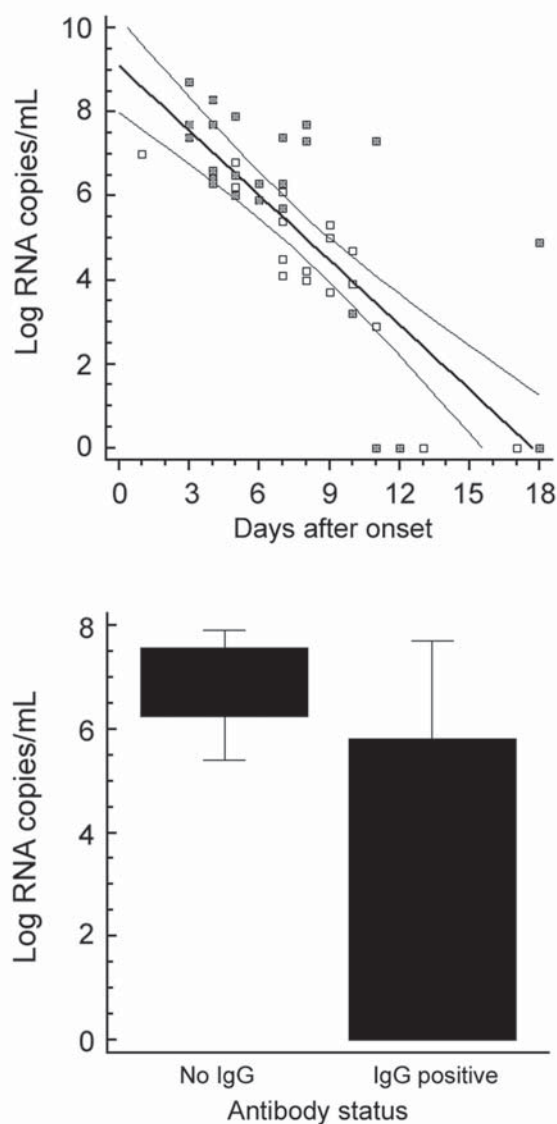 10
8
6
4
2
0
Log RNA copies/mL
0 3 6 9 12 15 18
Days after onset
8
6
4
2
0
Log RNA copies/mL
No IgG IgG positive
Antibody status